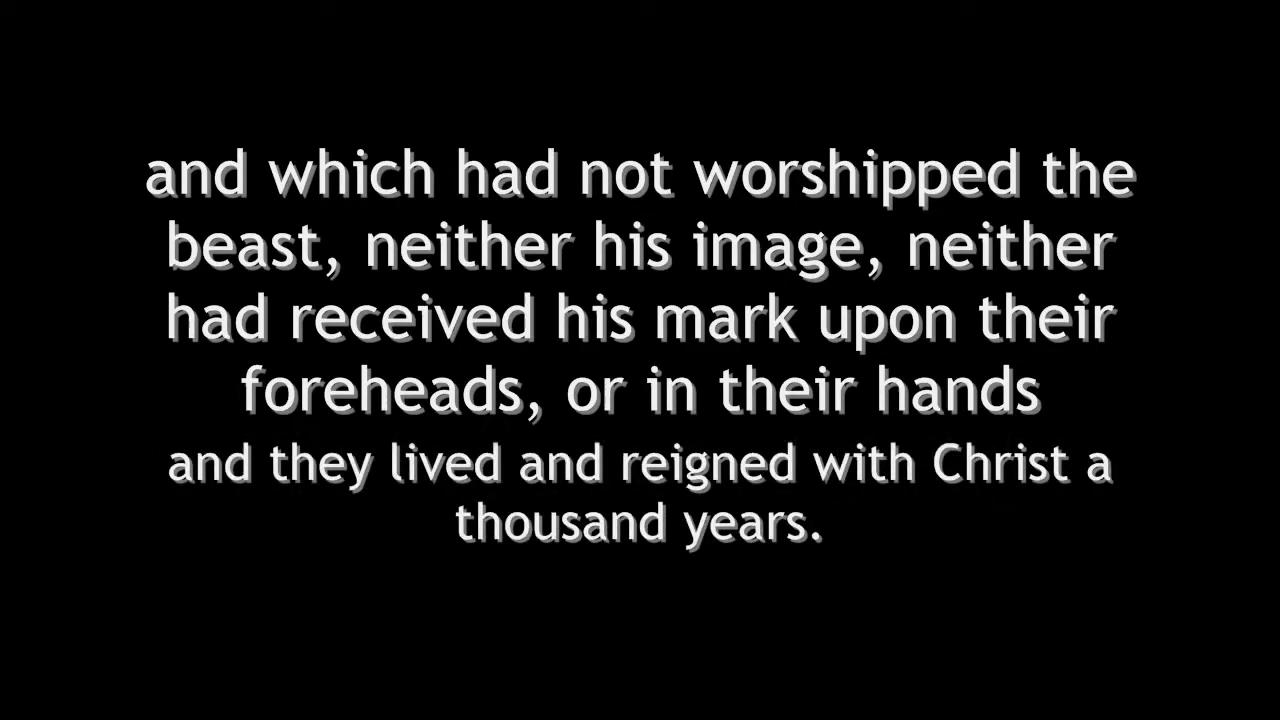 and which had not worshipped the
beast, neither his image, neither
had received his mark upon their
foreheads, or in their hands
and they lived and reigned with Christ a
thousand years.